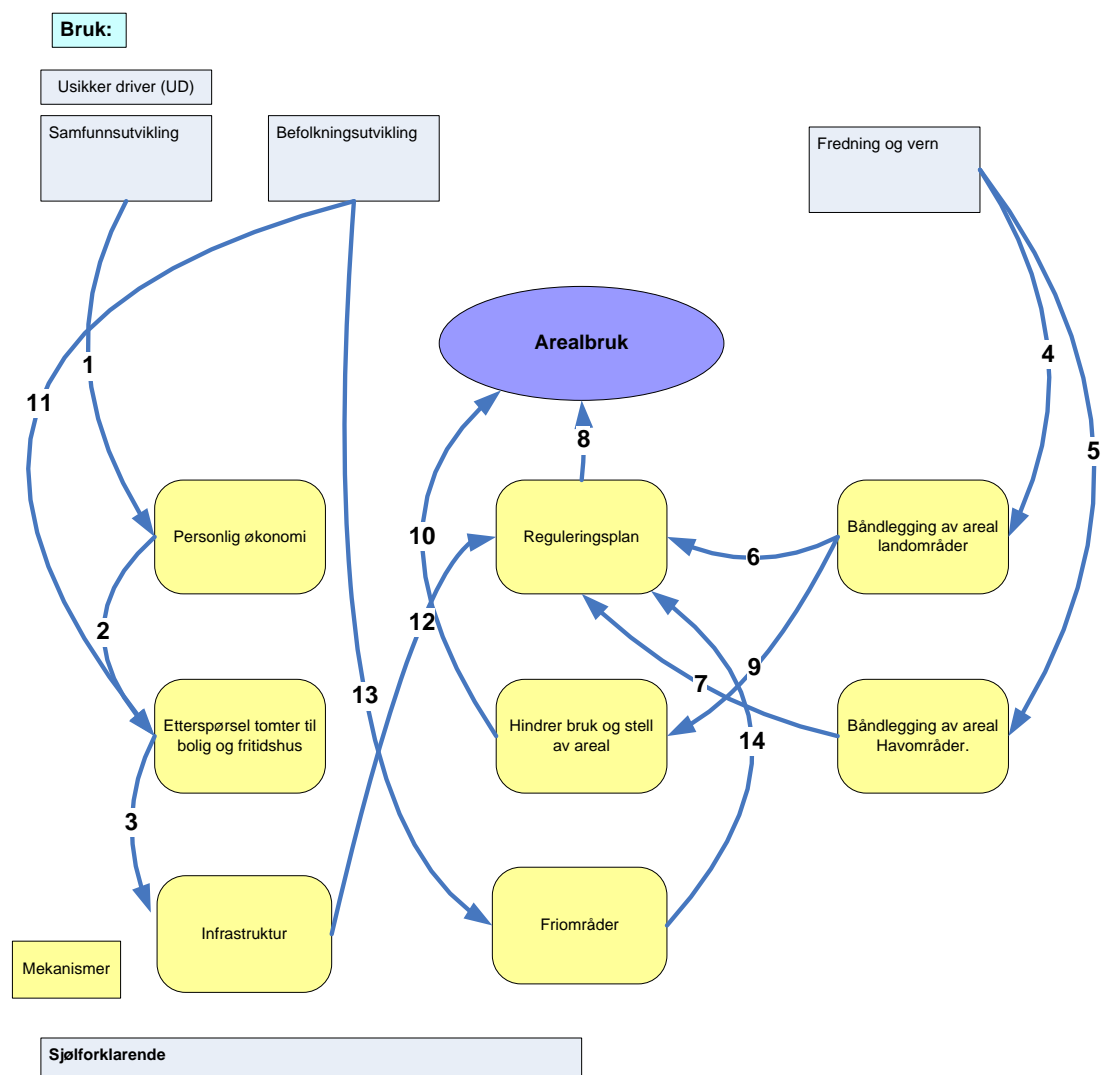 Bruk:
Usikker driver (UD)
Samfunnsutvikling
Befolkningsutvikling
Fredning og vern
Arealbruk
1
4
11
8
5
Personlig økonomi
Reguleringsplan
Båndlegging av areal
landområder
10
6
2
12
13
7
9
14
Etterspørsel tomter til
bolig og fritidshus
Hindrer bruk og stell
av areal
Båndlegging av areal
Havområder.
3
Infrastruktur
Friområder
Mekanismer
Sjølforklarende